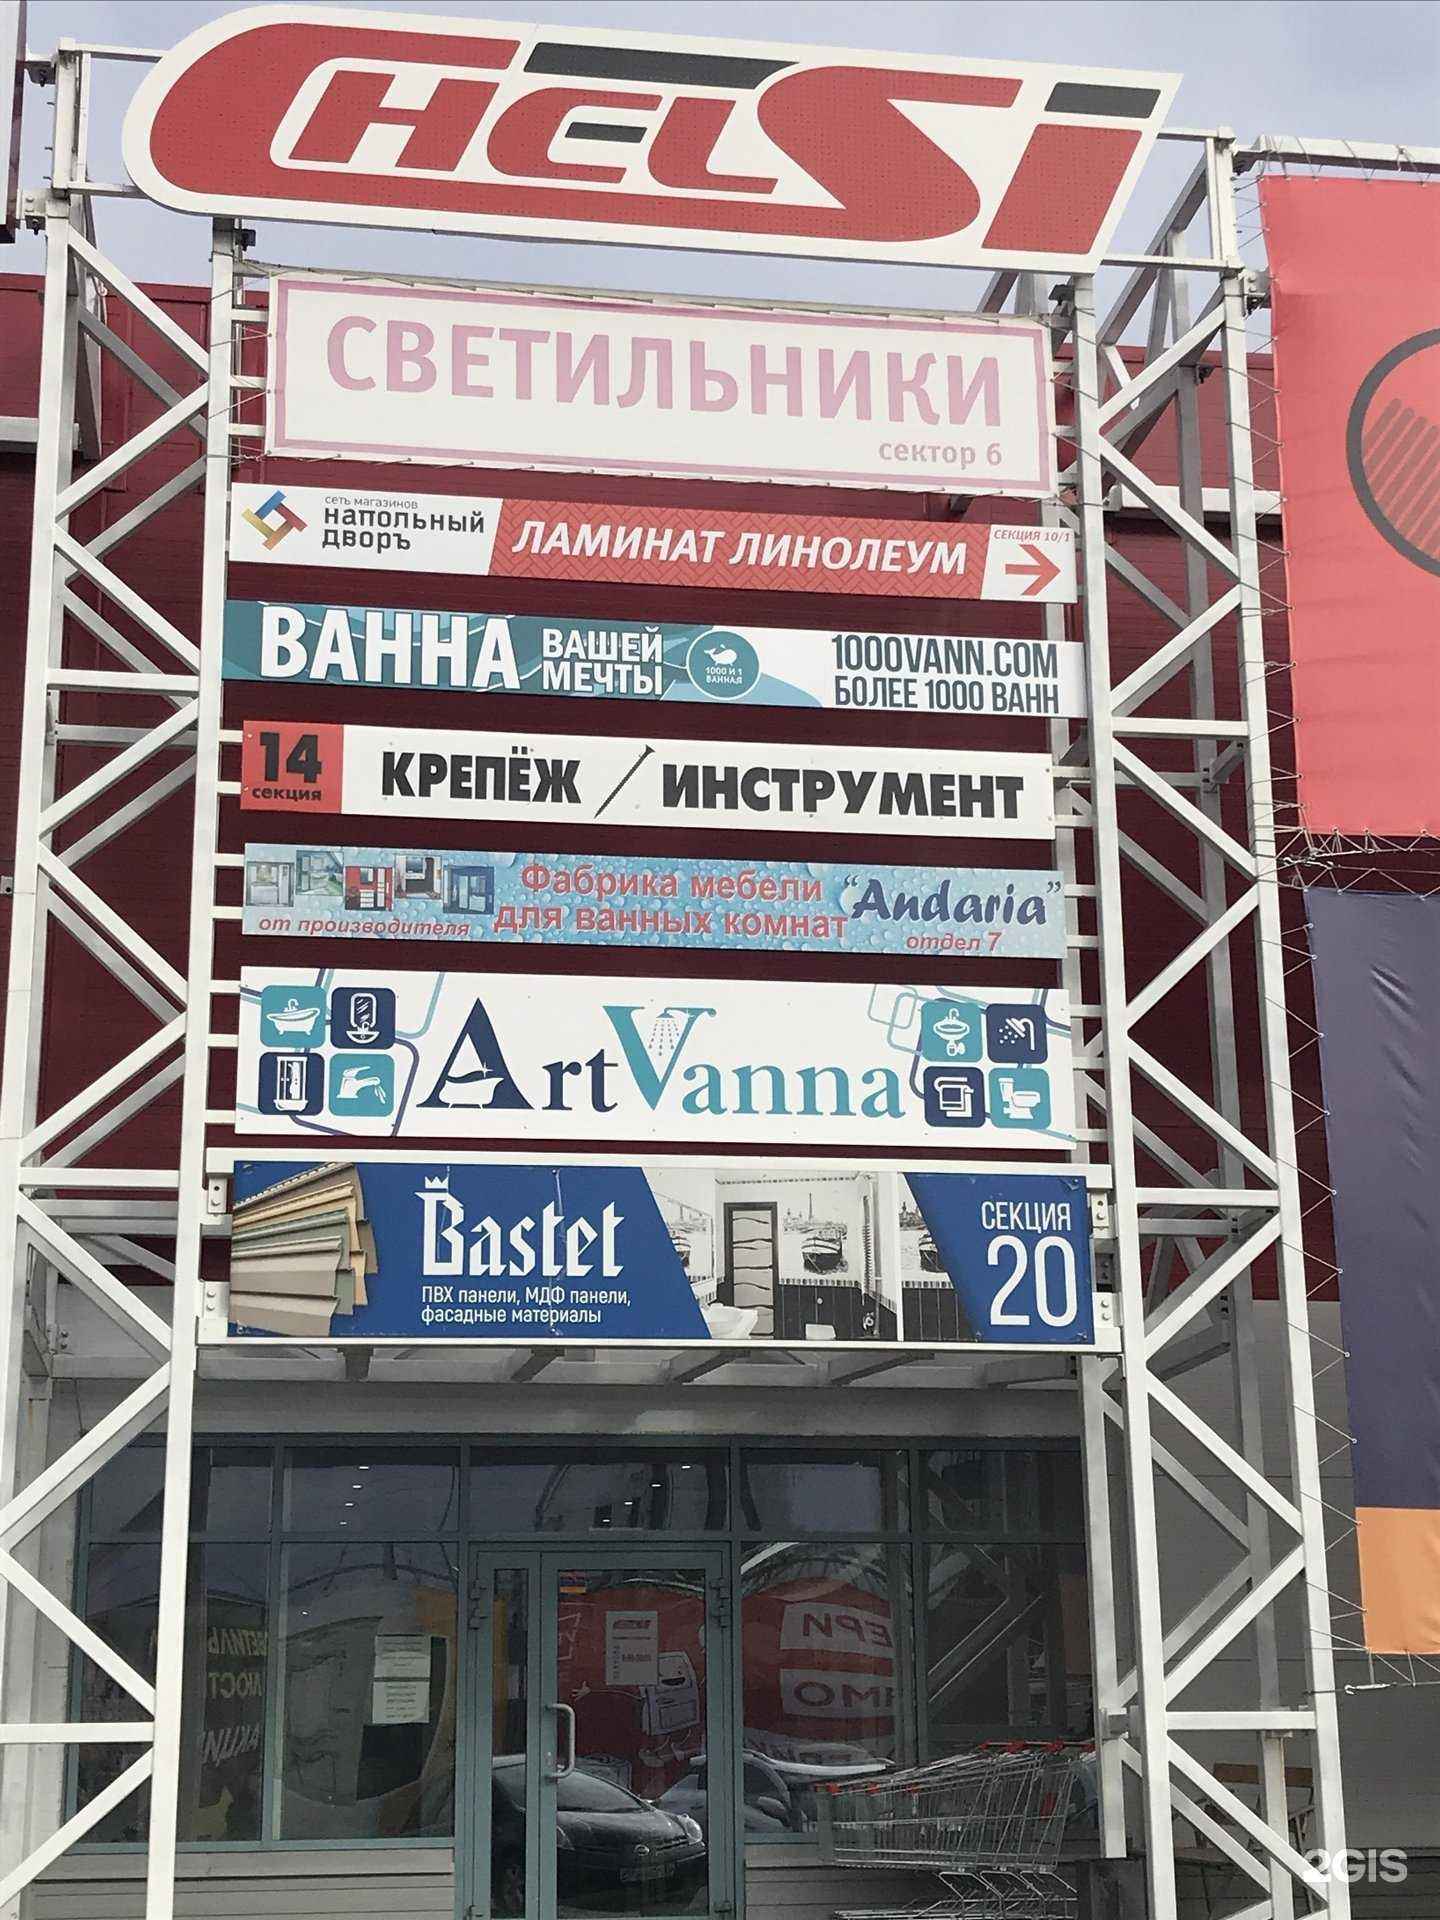 CHELSI
СВЕТИЛЬНИКИ
сектор 6
сеть магазинов
напольный
дворъ
ЛАМИНАТ ЛИНОЛЕУМ
СЕКЦИЯ 10/1
ВАННА
ВАШЕЙ
МЕЧТЫ
1000 И 1
ВАННАЯ
1000VANN.COM
БОЛЕЕ 1000 ВАНН
14
секция
КРЕПЁЖ / ИНСТРУМЕНТ
от производителя
Фабрика мебели
для ванных комнат
"Andaria"
отдел 7
ArtVanna
Bastet
ПВХ панели, МДФ панели,
фасадные материалы
СЕКЦИЯ
20
2GIS